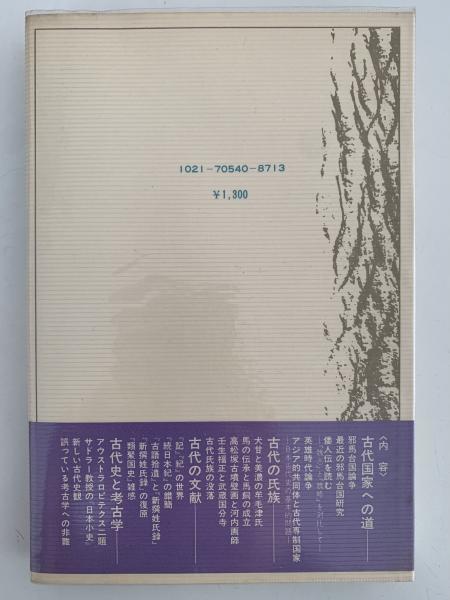 1021-70540-8713
¥1,300
〈内容〉
古代国家への道——
邪馬台国論争
最近の邪馬台国研究
倭人伝を読む
英雄時代論争
アジア的共同体と古代専制国家
古代の氏族——
犬甘と美濃の牟毛津氏
馬の伝承と馬飼の成立
高松塚古墳壁画と河内画師
壬生福正と武蔵国分寺
古代氏族の没落
古代の文献——
『記』『紀』の世界
『続日本紀』の錯簡
『古語拾遺』と『新撰姓氏録』
『新撰姓氏録』の復原
『類聚国史』雑感
古代史と考古学——
アウストラロピテクス二題
サドラー教授の『日本小史』
新しい古代史観
誤っている考古学への非難